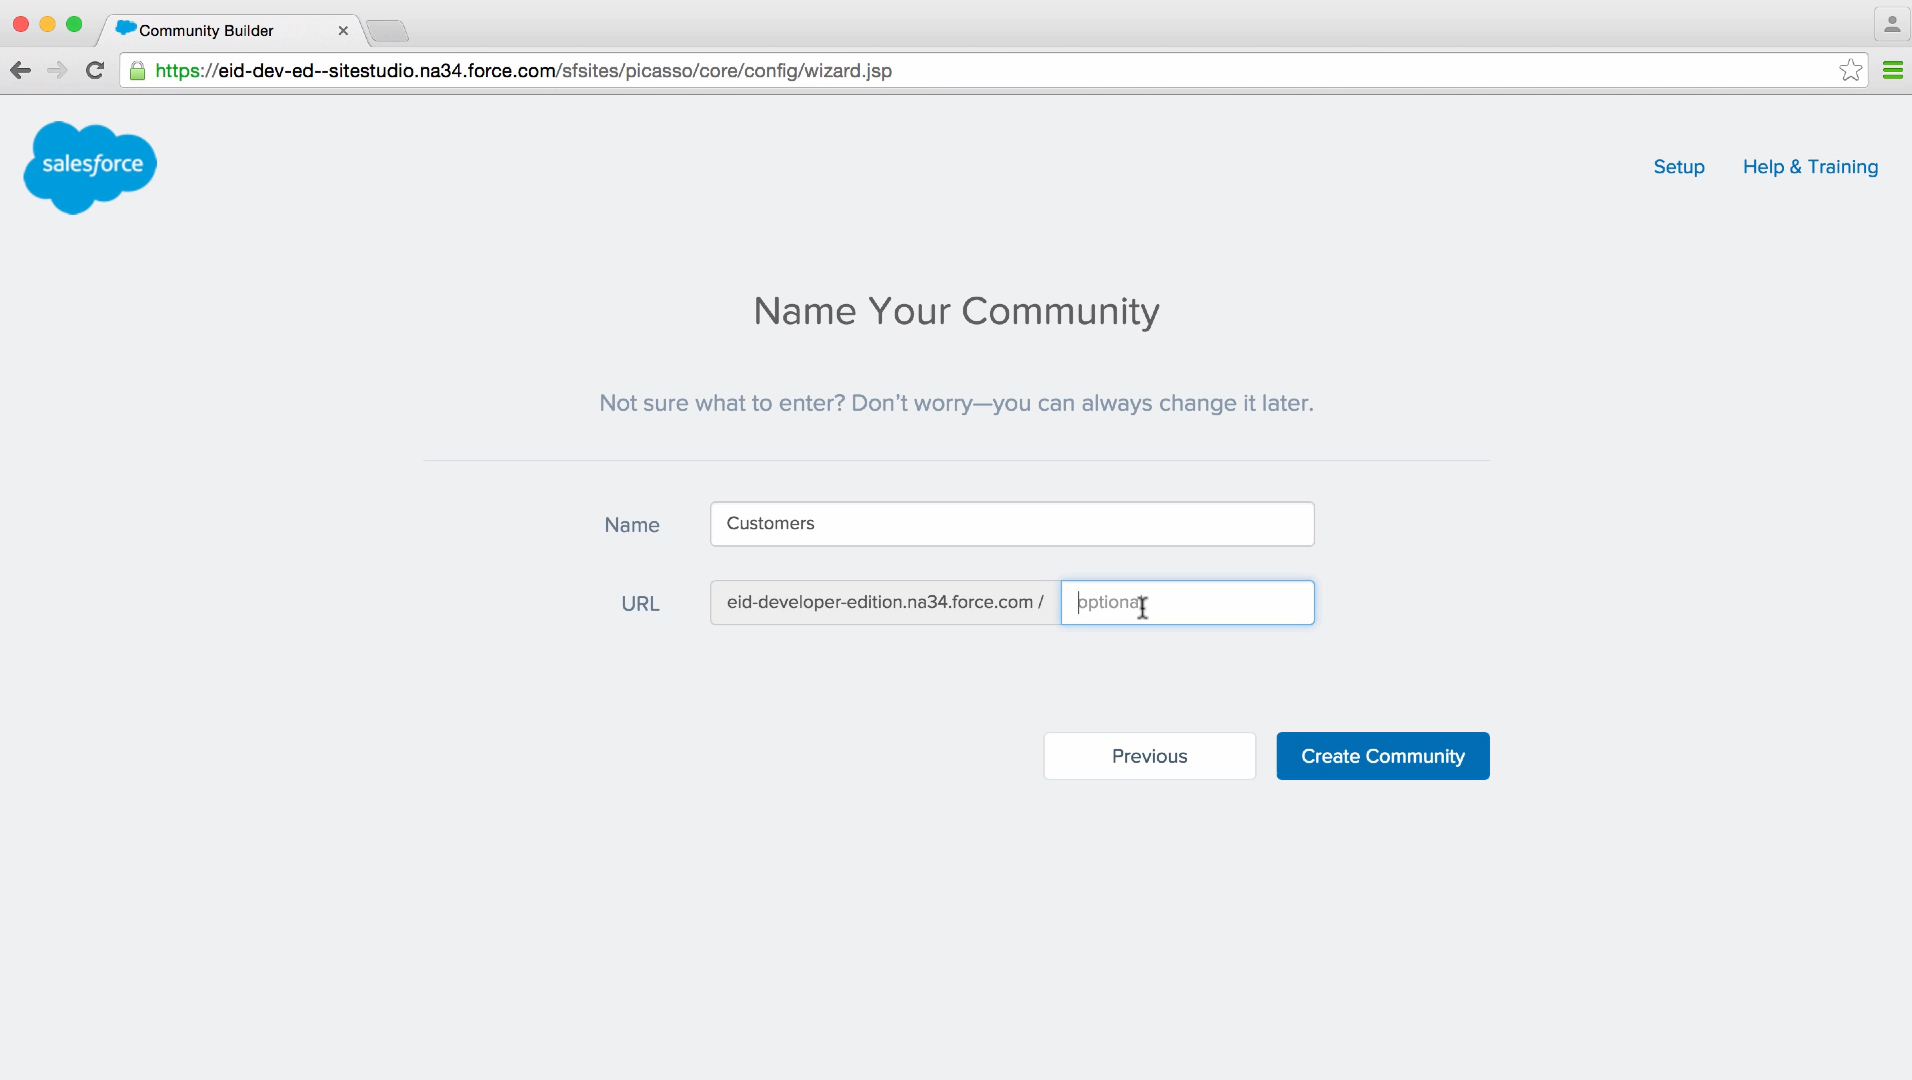 Community Builder
https://eid-dev-ed--sitestudio.na34.force.com/sfsites/picasso/core/config/wizard.jsp
salesforce
Setup
Help & Training
Name Your Community
Not sure what to enter? Don't worry—you can always change it later.
Name
Customers
URL
eid-developer-edition.na34.force.com /
optional
Previous
Create Community